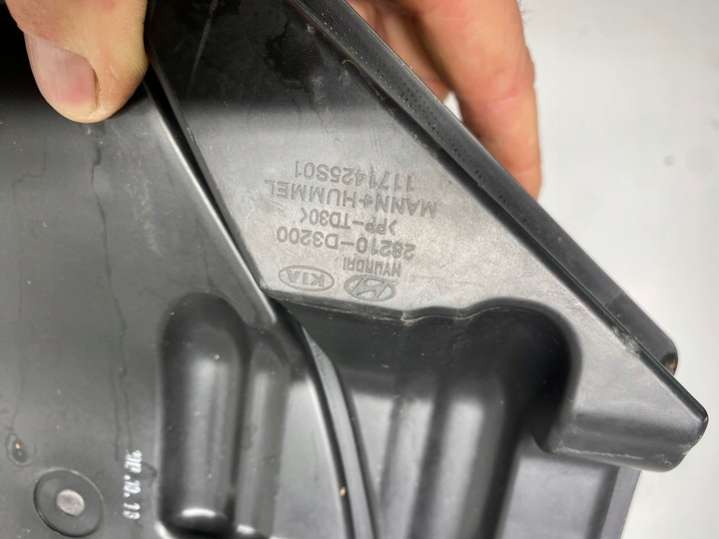 KIA
HYUNDAI
28210-D3200
>PP-TD30<
MANN+HUMMEL
1171425S01